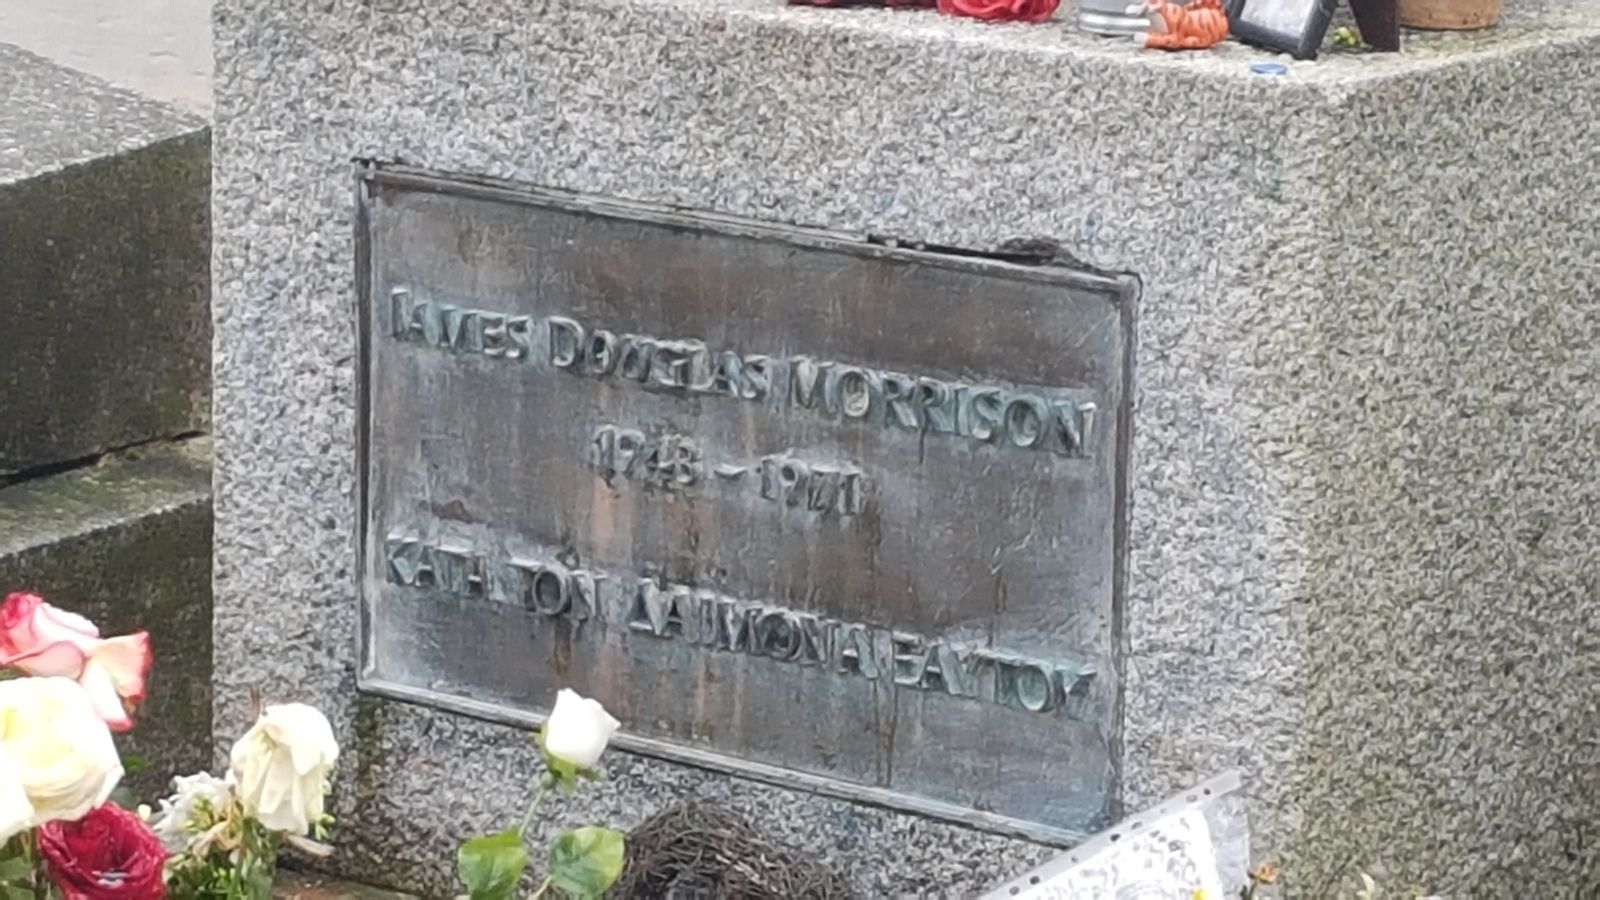 JAMES DOUGLAS MORRISON
1943 - 1971
ΚΑΤΑ ΤΟΝ ΔΑΙΜΟΝΑ ΕΑΥΤΟΥ